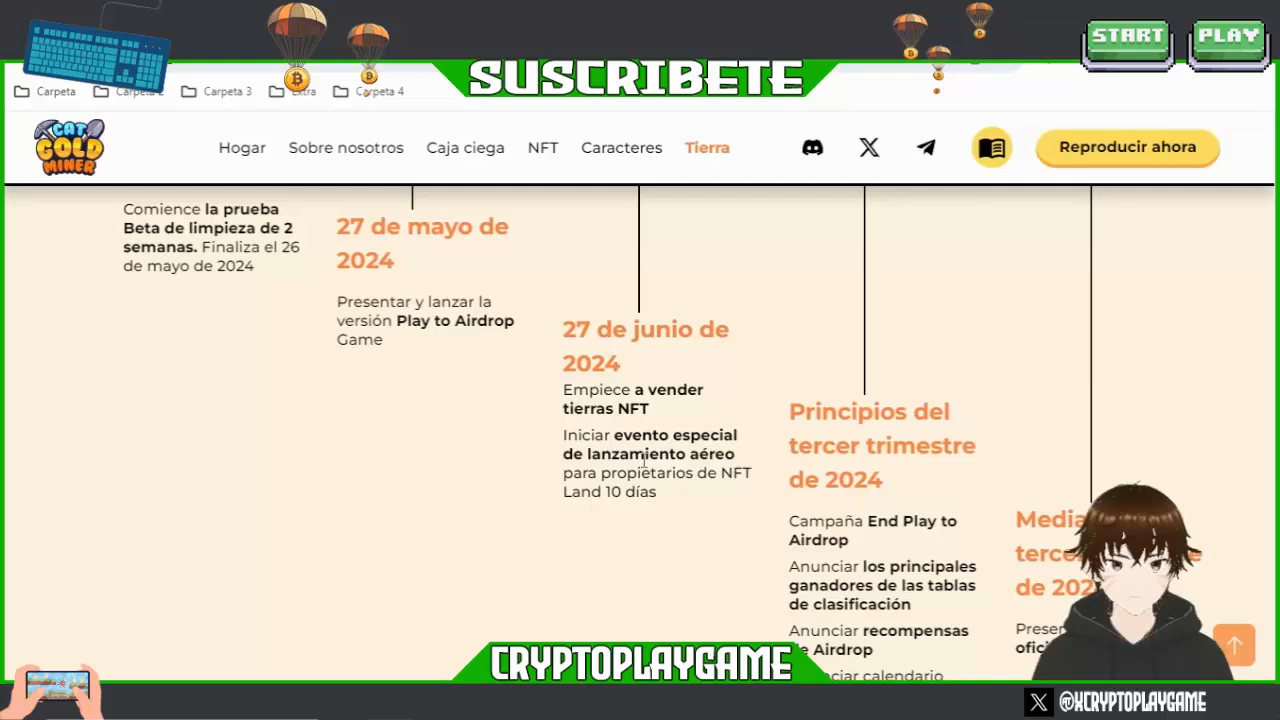 START
PLAY
SUSCRIBETE
Carpeta
Carpeta 2
Carpeta 3
Extra
Carpeta 4
CAT
GOLD
MINER
Hogar
Sobre nosotros
Caja ciega
NFT
Caracteres
Tierra
Reproducir ahora
Comience la prueba
Beta de limpieza de 2
semanas. Finaliza el 26
de mayo de 2024
27 de mayo de
2024
Presentar y lanzar la
versión Play to Airdrop
Game
27 de junio de
2024
Empiece a vender
tierras NFT
Iniciar evento especial
de lanzamiento aéreo
para propietarios de NFT
Land 10 días
Principios del
tercer trimestre
de 2024
Campaña End Play to
Airdrop
Anunciar los principales
ganadores de las tablas
de clasificación
Anunciar recompensas
de Airdrop
calendario
CRYPTOPLAYGAME
@XCRYPTOPLAYGAME